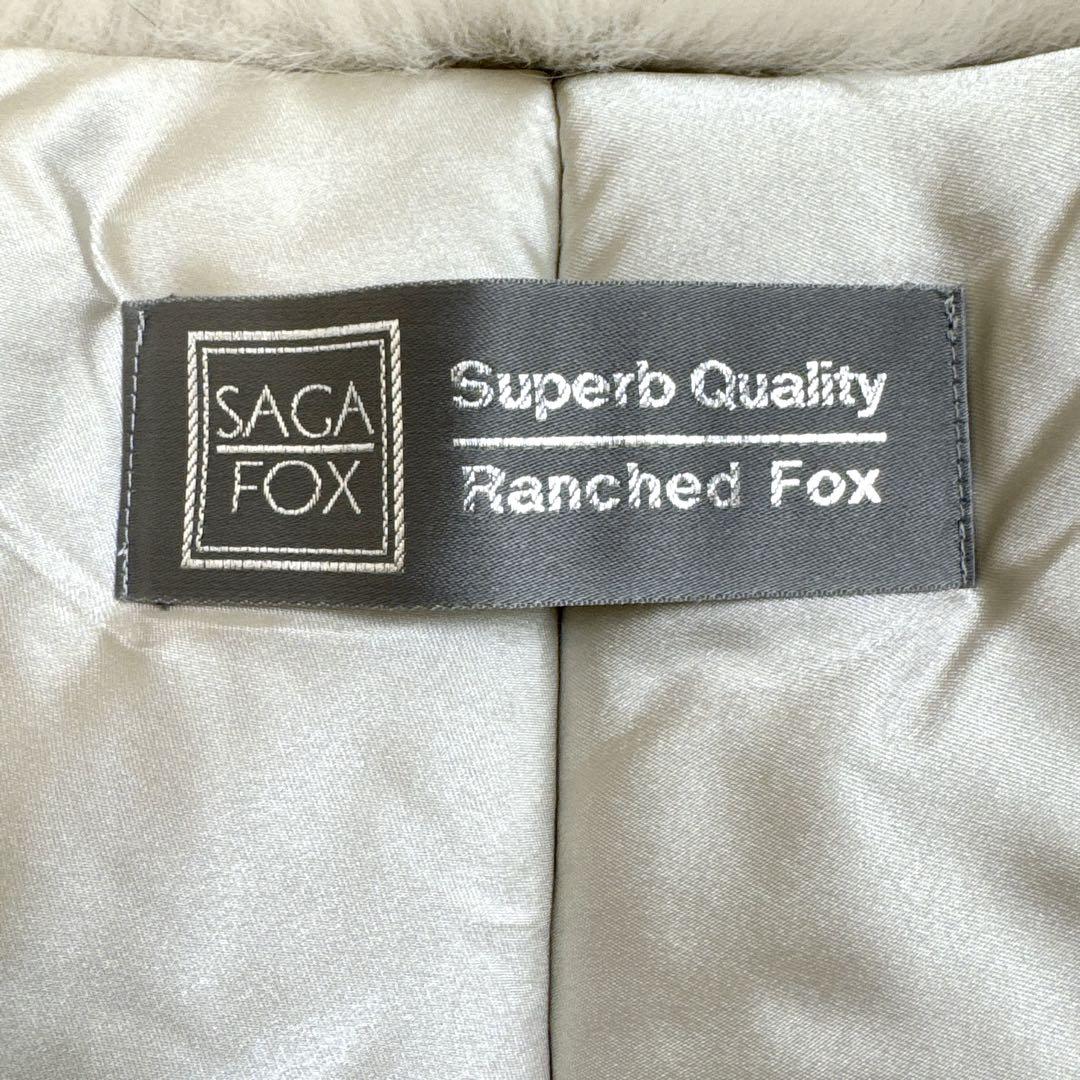 SAGA
FOX
Superb Quality
Ranched Fox